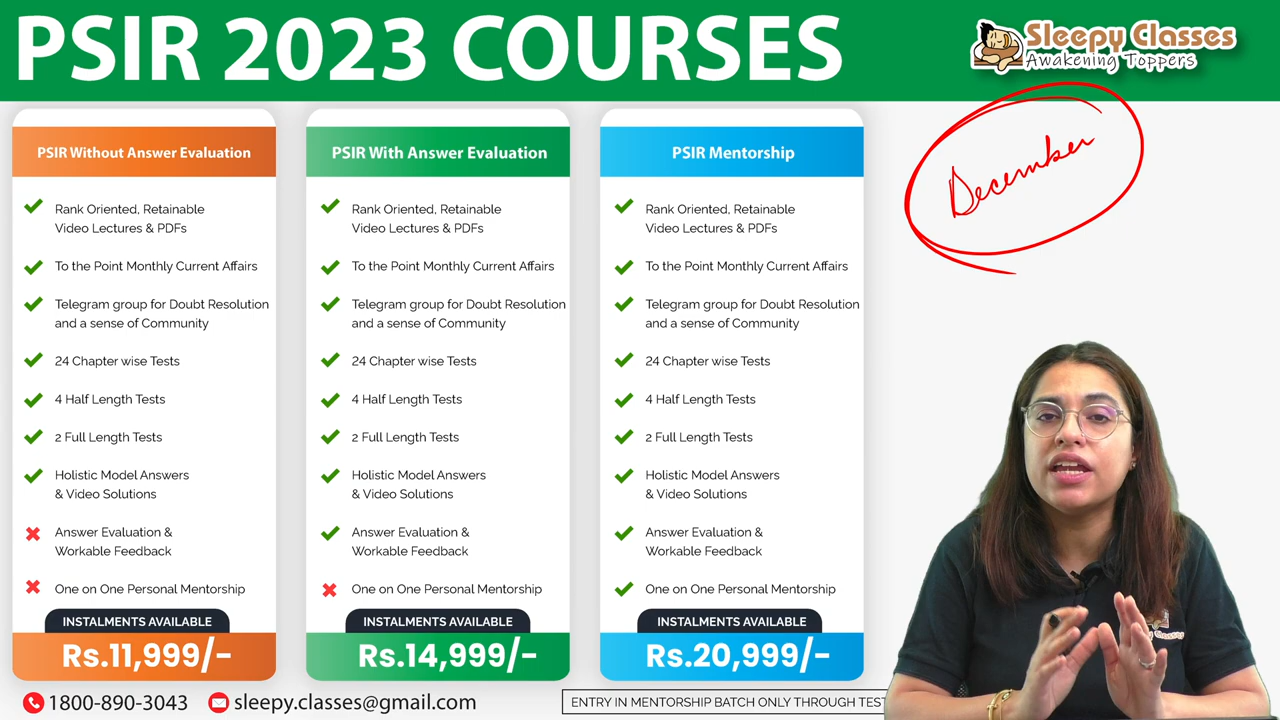 PSIR 2023 COURSES
Sleepy Classes
Awakening Toppers
December
PSIR Without Answer Evaluation
Rank Oriented, Retainable
Video Lectures & PDFs
To the Point Monthly Current Affairs
Telegram group for Doubt Resolution
and a sense of Community
24 Chapter wise Tests
4 Half Length Tests
2 Full Length Tests
Holistic Model Answers
& Video Solutions
Answer Evaluation &
Workable Feedback
One on One Personal Mentorship
INSTALMENTS AVAILABLE
Rs.11,999/-
PSIR With Answer Evaluation
Rank Oriented, Retainable
Video Lectures & PDFs
To the Point Monthly Current Affairs
Telegram group for Doubt Resolution
and a sense of Community
24 Chapter wise Tests
4 Half Length Tests
2 Full Length Tests
Holistic Model Answers
& Video Solutions
Answer Evaluation &
Workable Feedback
One on One Personal Mentorship
INSTALMENTS AVAILABLE
Rs.14,999/-
PSIR Mentorship
Rank Oriented, Retainable
Video Lectures & PDFs
To the Point Monthly Current Affairs
Telegram group for Doubt Resolution
and a sense of Community
24 Chapter wise Tests
4 Half Length Tests
2 Full Length Tests
Holistic Model Answers
& Video Solutions
Answer Evaluation &
Workable Feedback
One on One Personal Mentorship
INSTALMENTS AVAILABLE
Rs.20,999/-
1800-890-3043
sleepy.classes@gmail.com
ENTRY IN MENTORSHIP BATCH ONLY THROUGH TEST